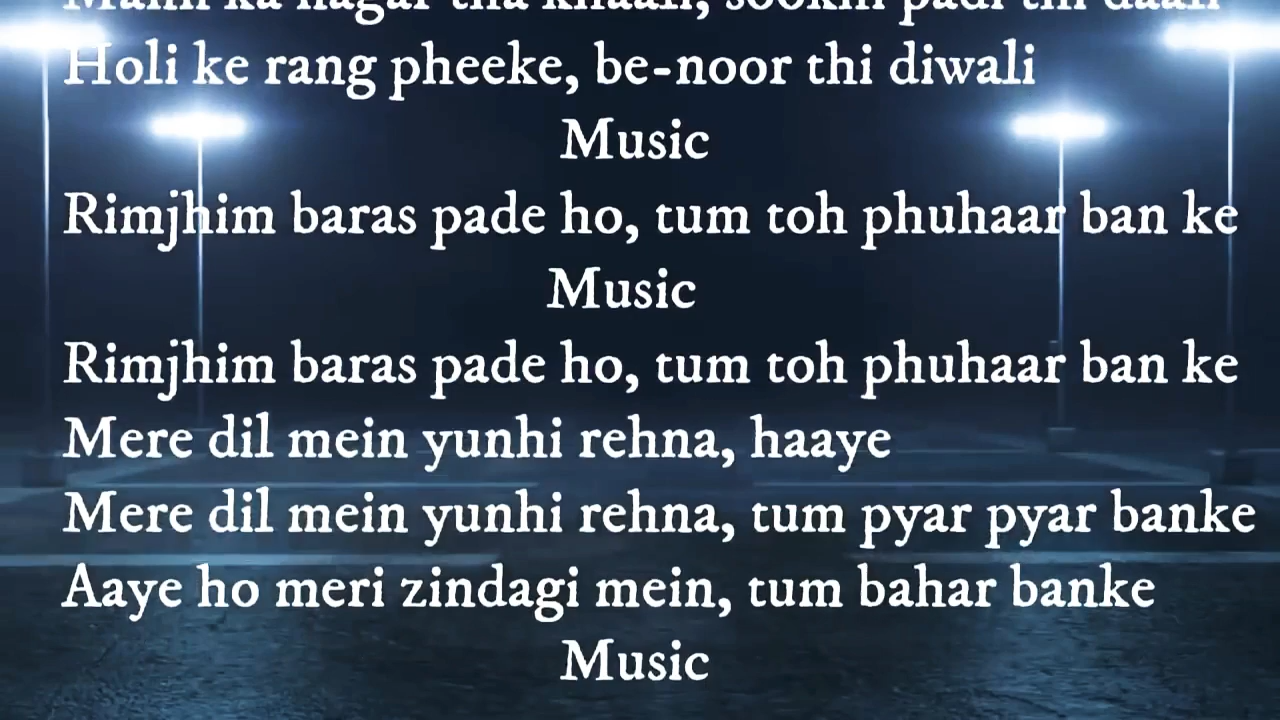 ka nagar tha khaali, sookhi padi thi daali
Holi ke rang pheeke, be-noor thi diwali
Music
Rimjhim baras pade ho, tum toh phuhaar ban ke
Music
Rimjhim baras pade ho, tum toh phuhaar ban ke
Mere dil mein yunhi rehna, haaye
Mere dil mein yunhi rehna, tum pyar pyar banke
Aaye ho meri zindagi mein, tum bahar banke
Music